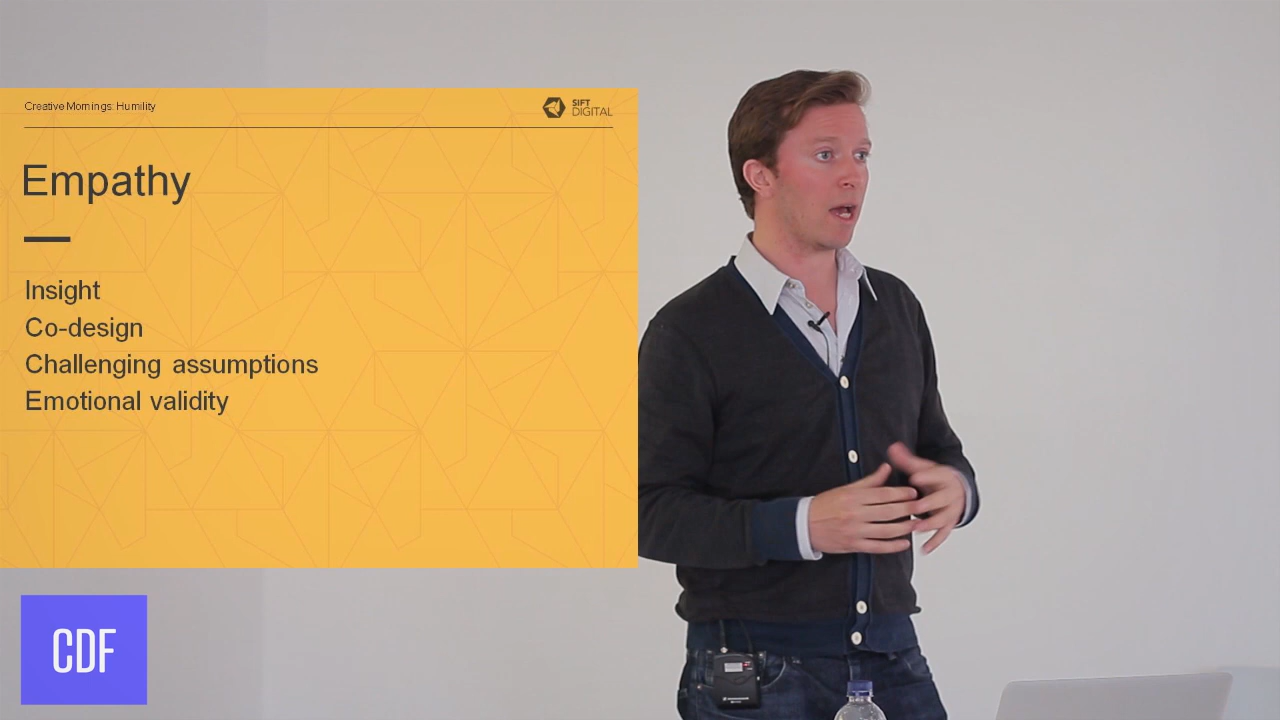 Creative Mornings: Humility
SIFT
DIGITAL
Empathy
Insight
Co-design
Challenging assumptions
Emotional validity
CDF